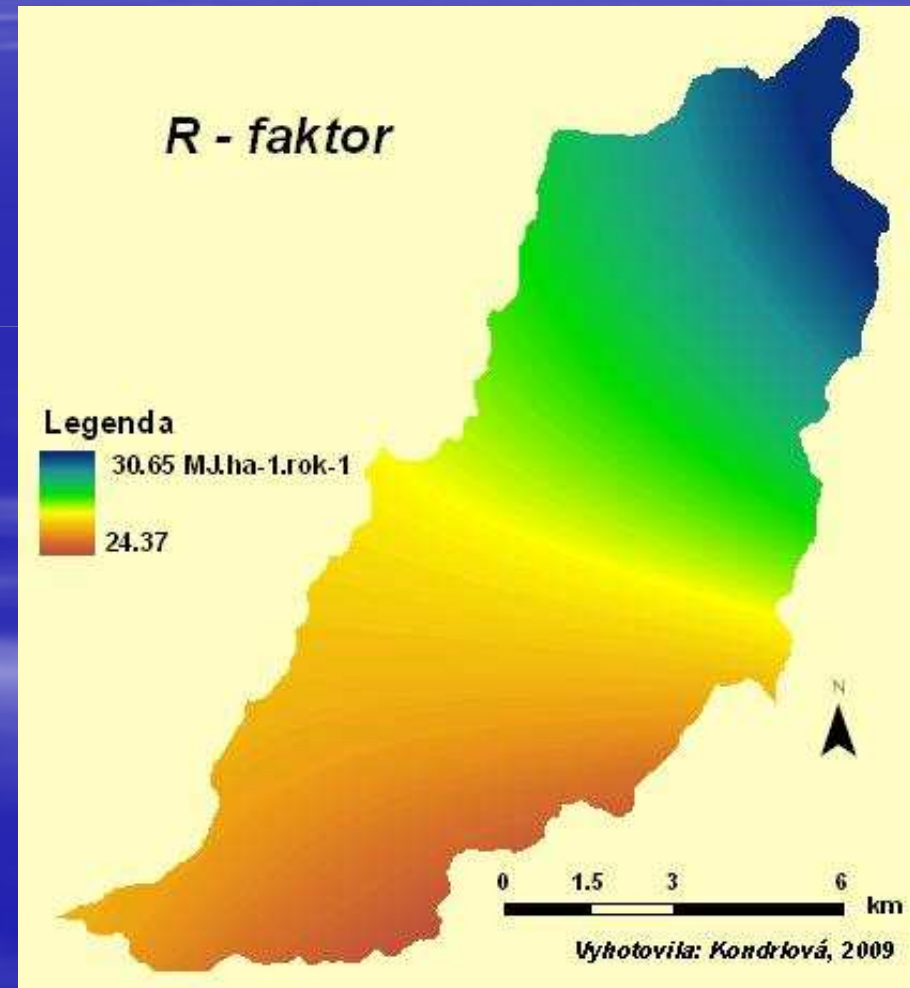 R - faktor
Legenda
30.65 MJ.ha-1.rok-1
24.37
N
0 1.5 3 6
km
Vyhotovila: Kondrlová, 2009